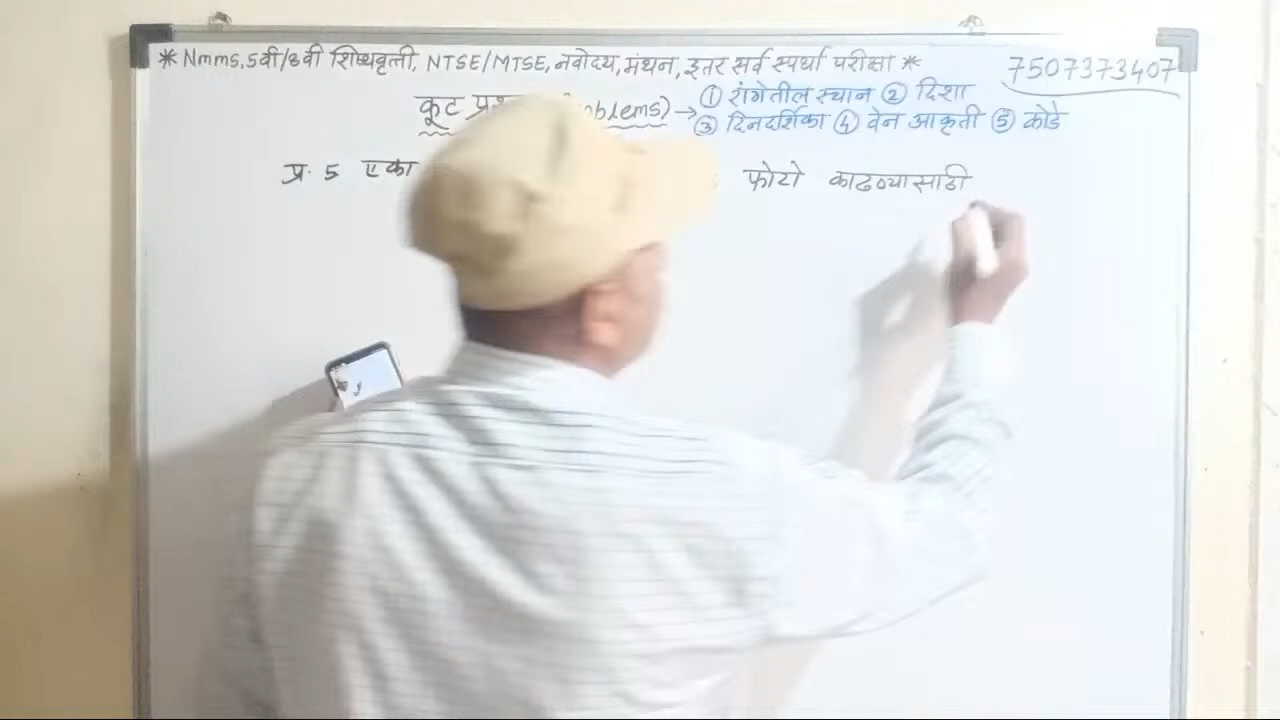 * Nmms, 5वी/8वी शिष्यवृत्ती, NTSE/MTSE, नवोदय, मंथन, इतर सर्व स्पर्धा परीक्षा *
7507373407
कूट → ① रांगेतील स्थान ② दिशा
③ दिनदर्शिका ④ वेन आकृती ⑤ कोडे
प्र. 5 एका फोटो काढण्यासाठी